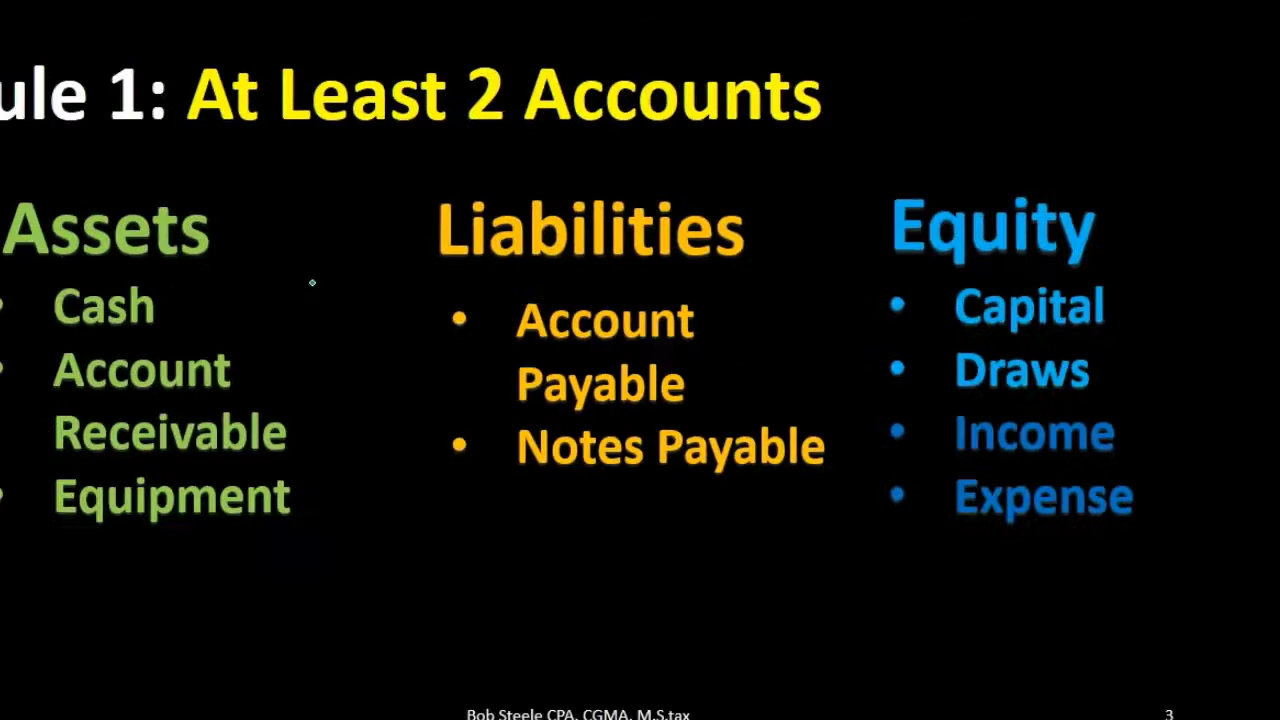 ule 1: At Least 2 Accounts
Assets
• Cash
• Account
Receivable
• Equipment
Liabilities
• Account
Payable
• Notes Payable
Equity
• Capital
• Draws
• Income
• Expense
Bob Steele CPA, CGMA, M.S.tax
3